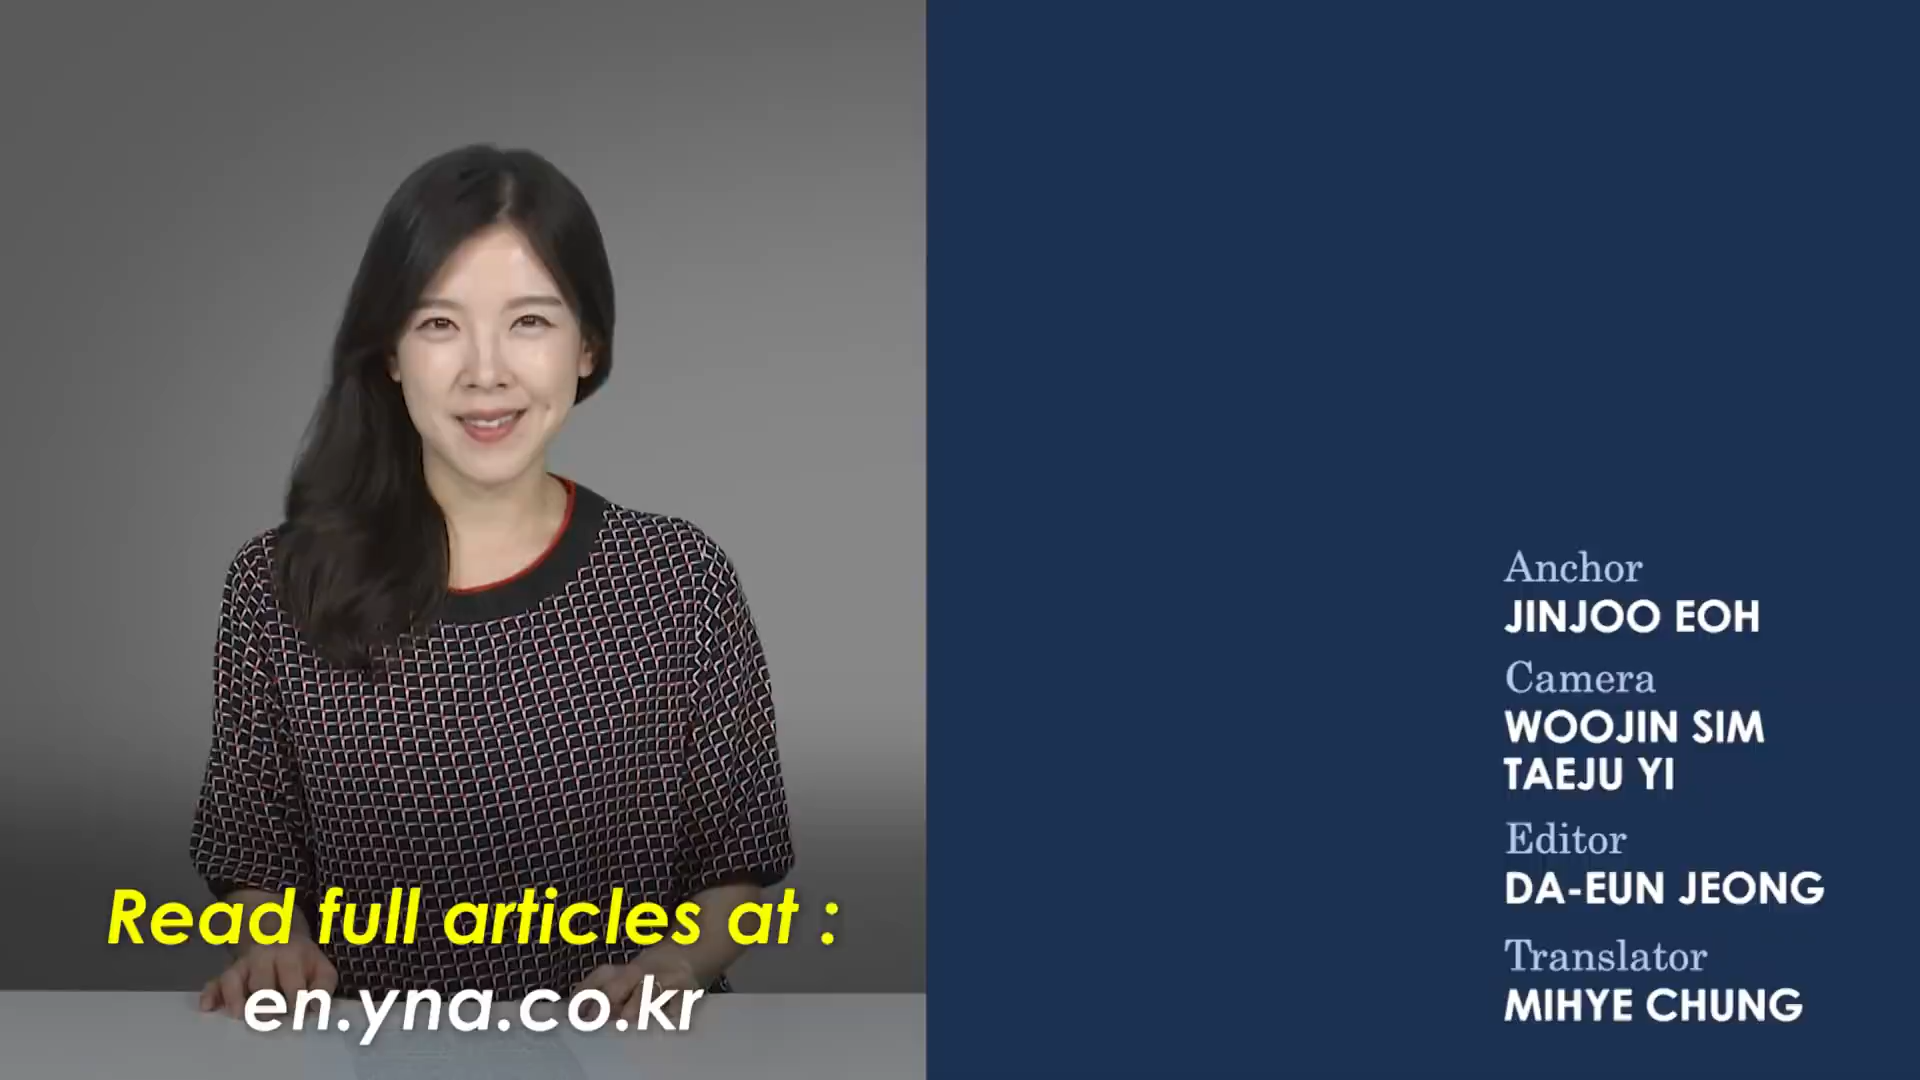 Read full articles at :
en.yna.co.kr
Anchor
JINJOO EOH
Camera
WOOJIN SIM
TAEJU YI
Editor
DA-EUN JEONG
Translator
MIHYE CHUNG